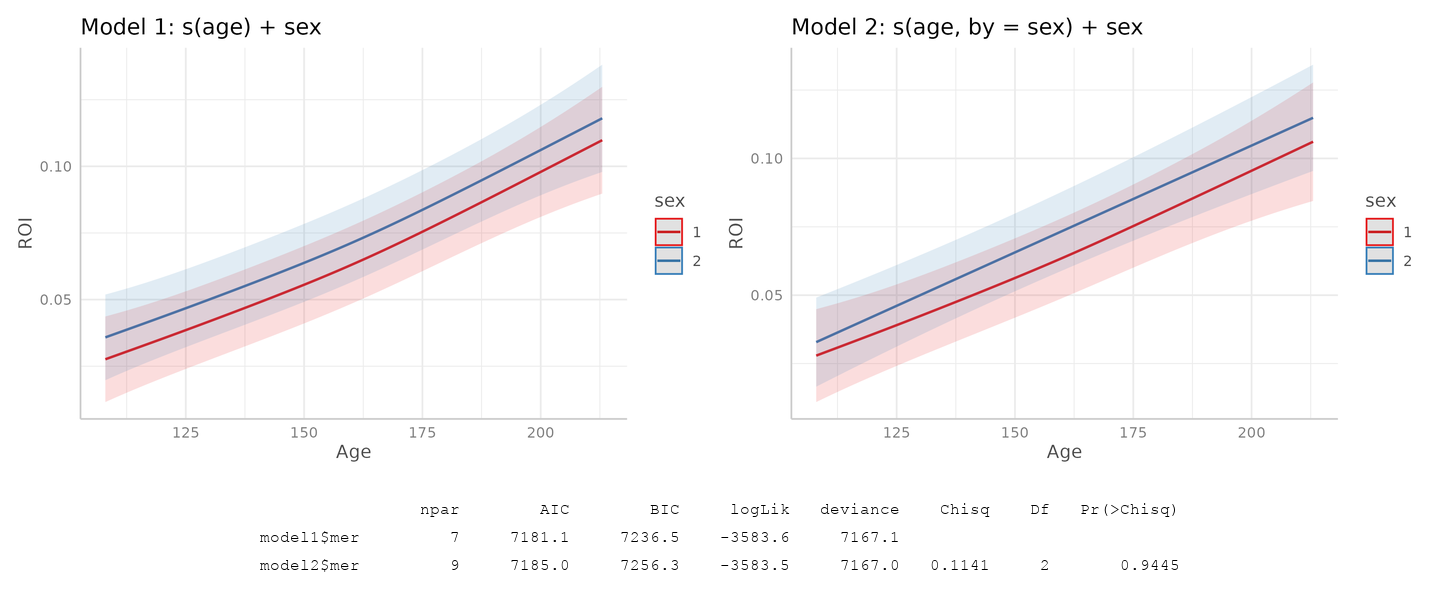 Model 1: s(age) + sex
ROI
0.10
0.05
125 150 175 200
Age
sex
1
2
Model 2: s(age, by = sex) + sex
ROI
0.10
0.05
125 150 175 200
Age
sex
1
2
npar AIC BIC logLik deviance Chisq Df Pr(>Chisq)
model1$mer 7 7181.1 7236.5 -3583.6 7167.1
model2$mer 9 7185.0 7256.3 -3583.5 7167.0 0.1141 2 0.9445